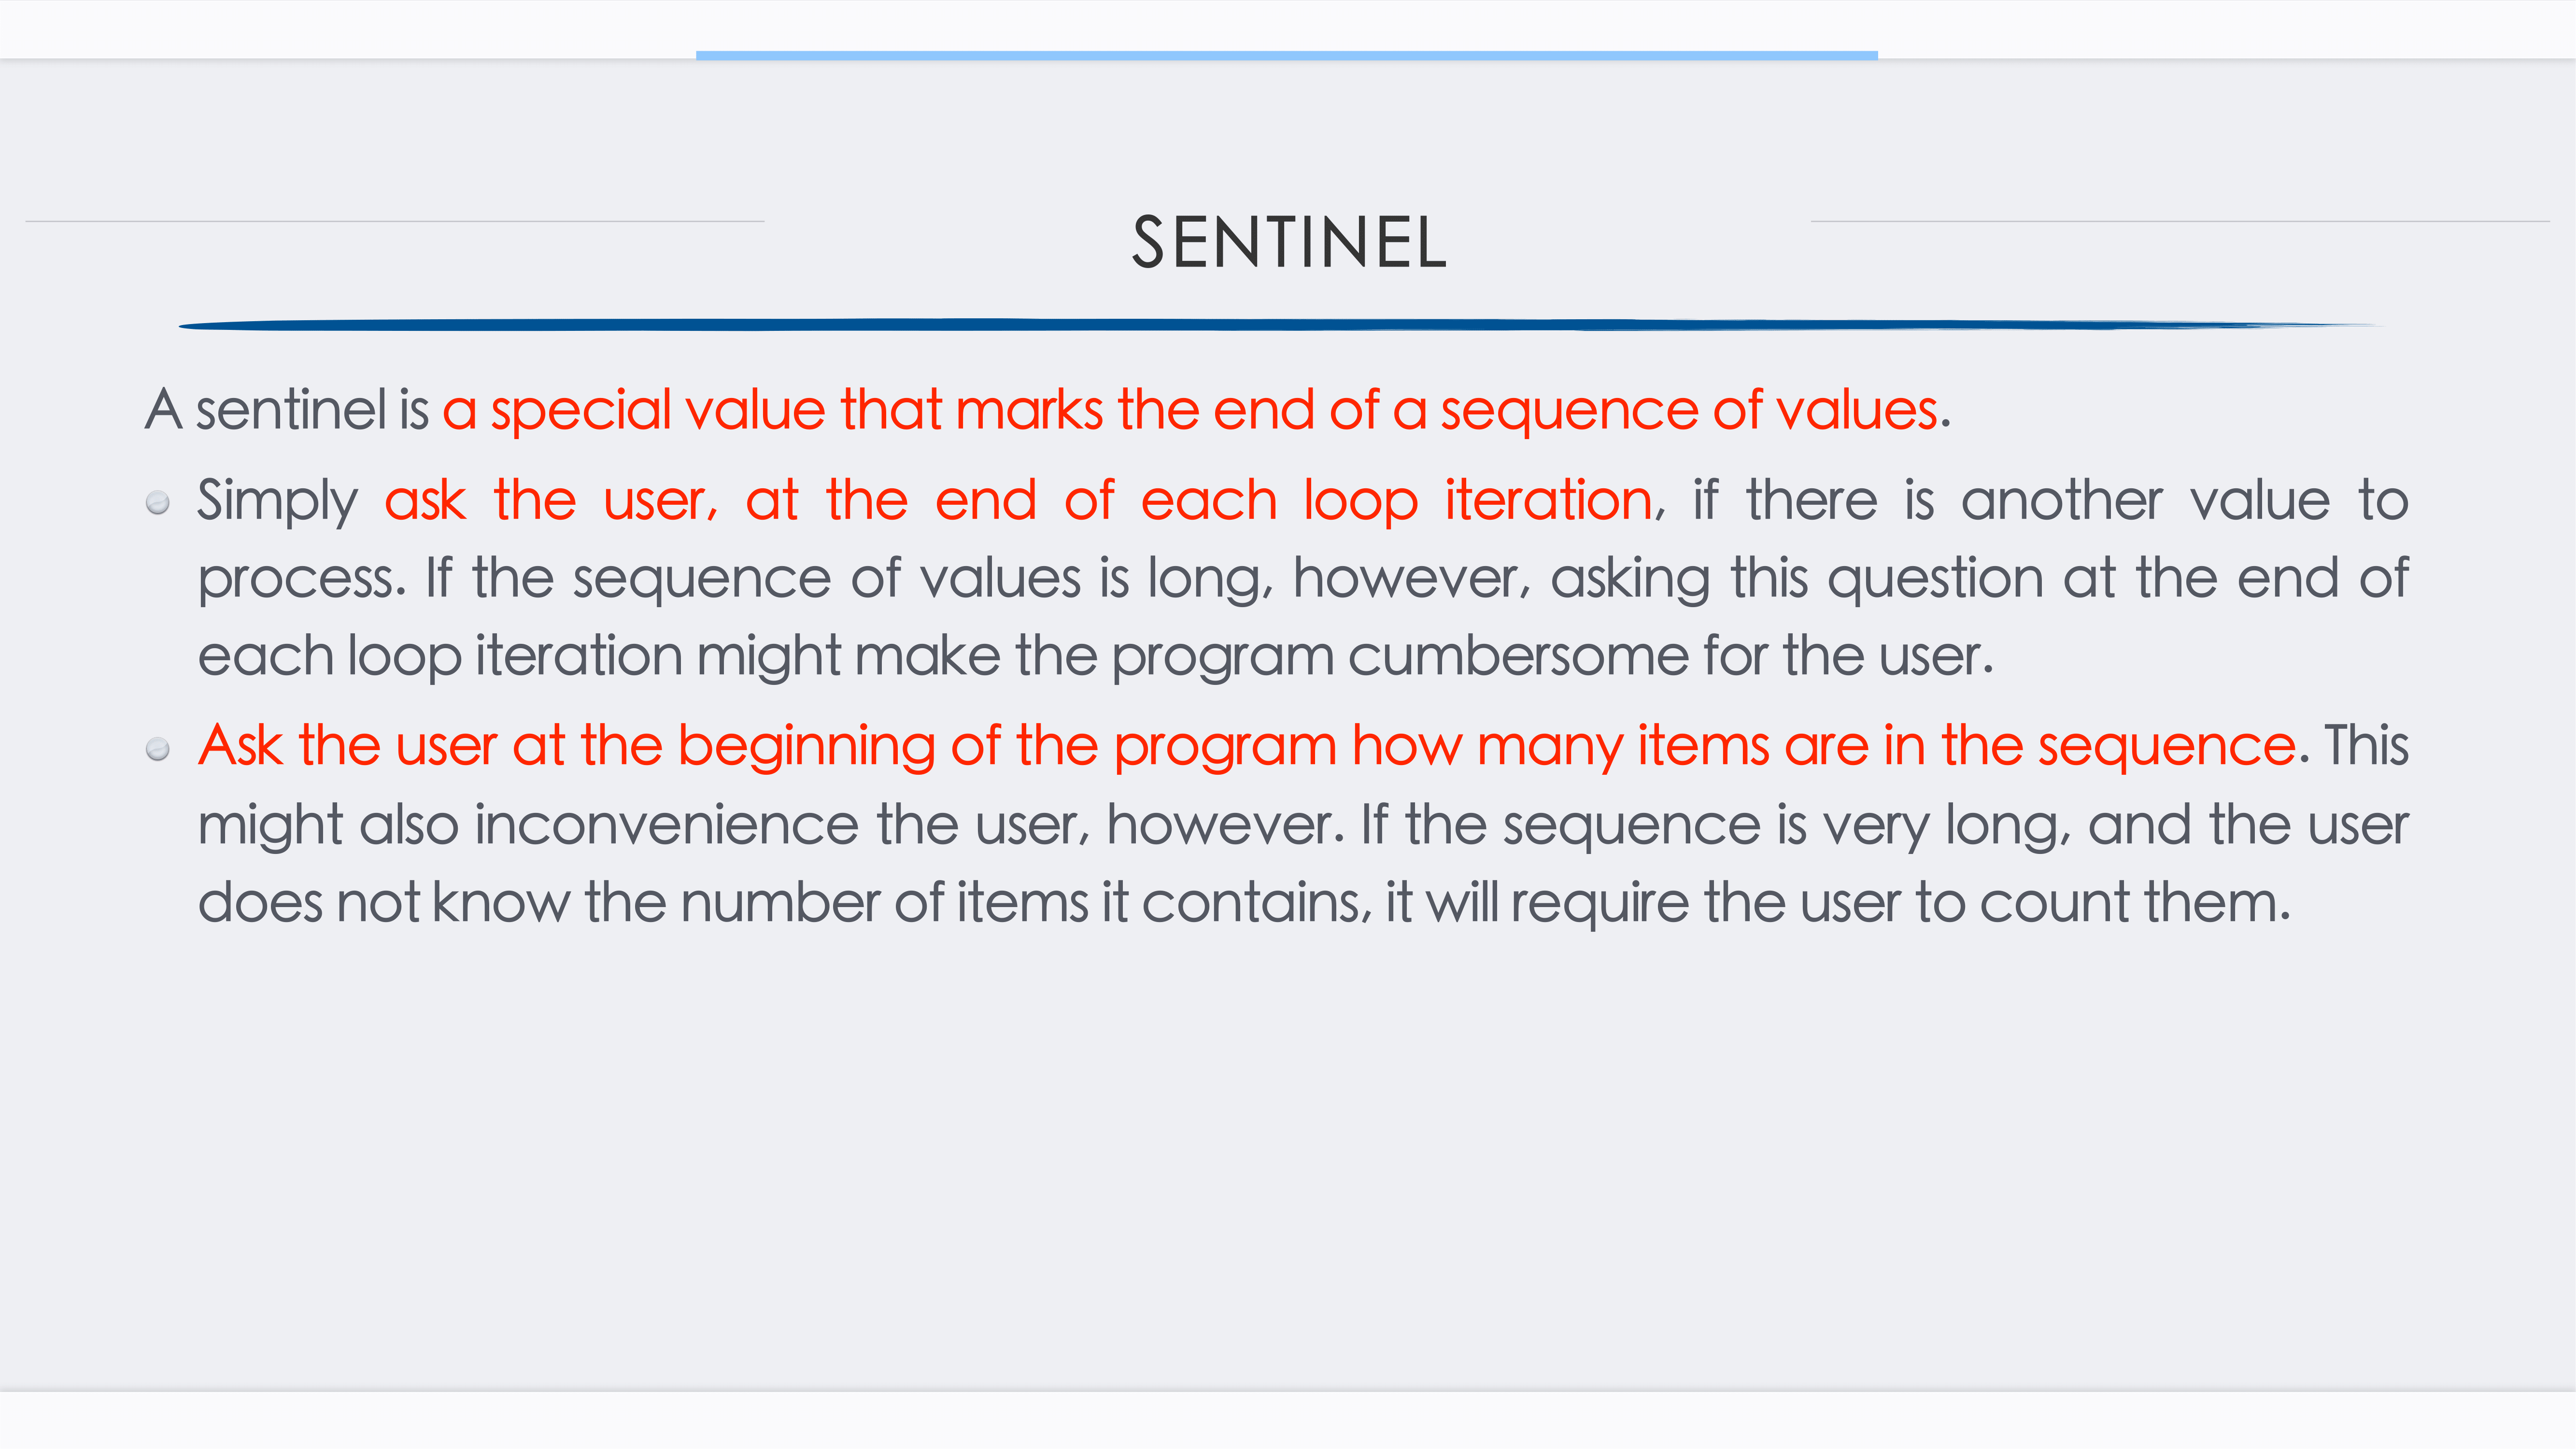 SENTINEL
A sentinel is a special value that marks the end of a sequence of values.
Simply ask the user, at the end of each loop iteration, if there is another value to
process. If the sequence of values is long, however, asking this question at the end of
each loop iteration might make the program cumbersome for the user.
Ask the user at the beginning of the program how many items are in the sequence. This
might also inconvenience the user, however. If the sequence is very long, and the user
does not know the number of items it contains, it will require the user to count them.